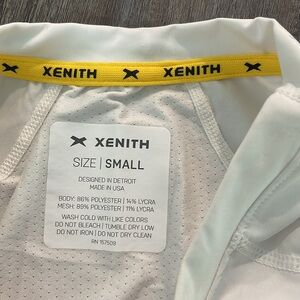 XENITH XENITH
XENITH
SIZE | SMALL
DESIGNED IN DETROIT
MADE IN USA
BODY: 86% POLYESTER | 14% LYCRA
MESH: 89% POLYESTER | 11% LYCRA
WASH COLD WITH LIKE COLORS
DO NOT BLEACH | TUMBLE DRY LOW
DO NOT IRON | DO NOT DRY CLEAN
RN 157509